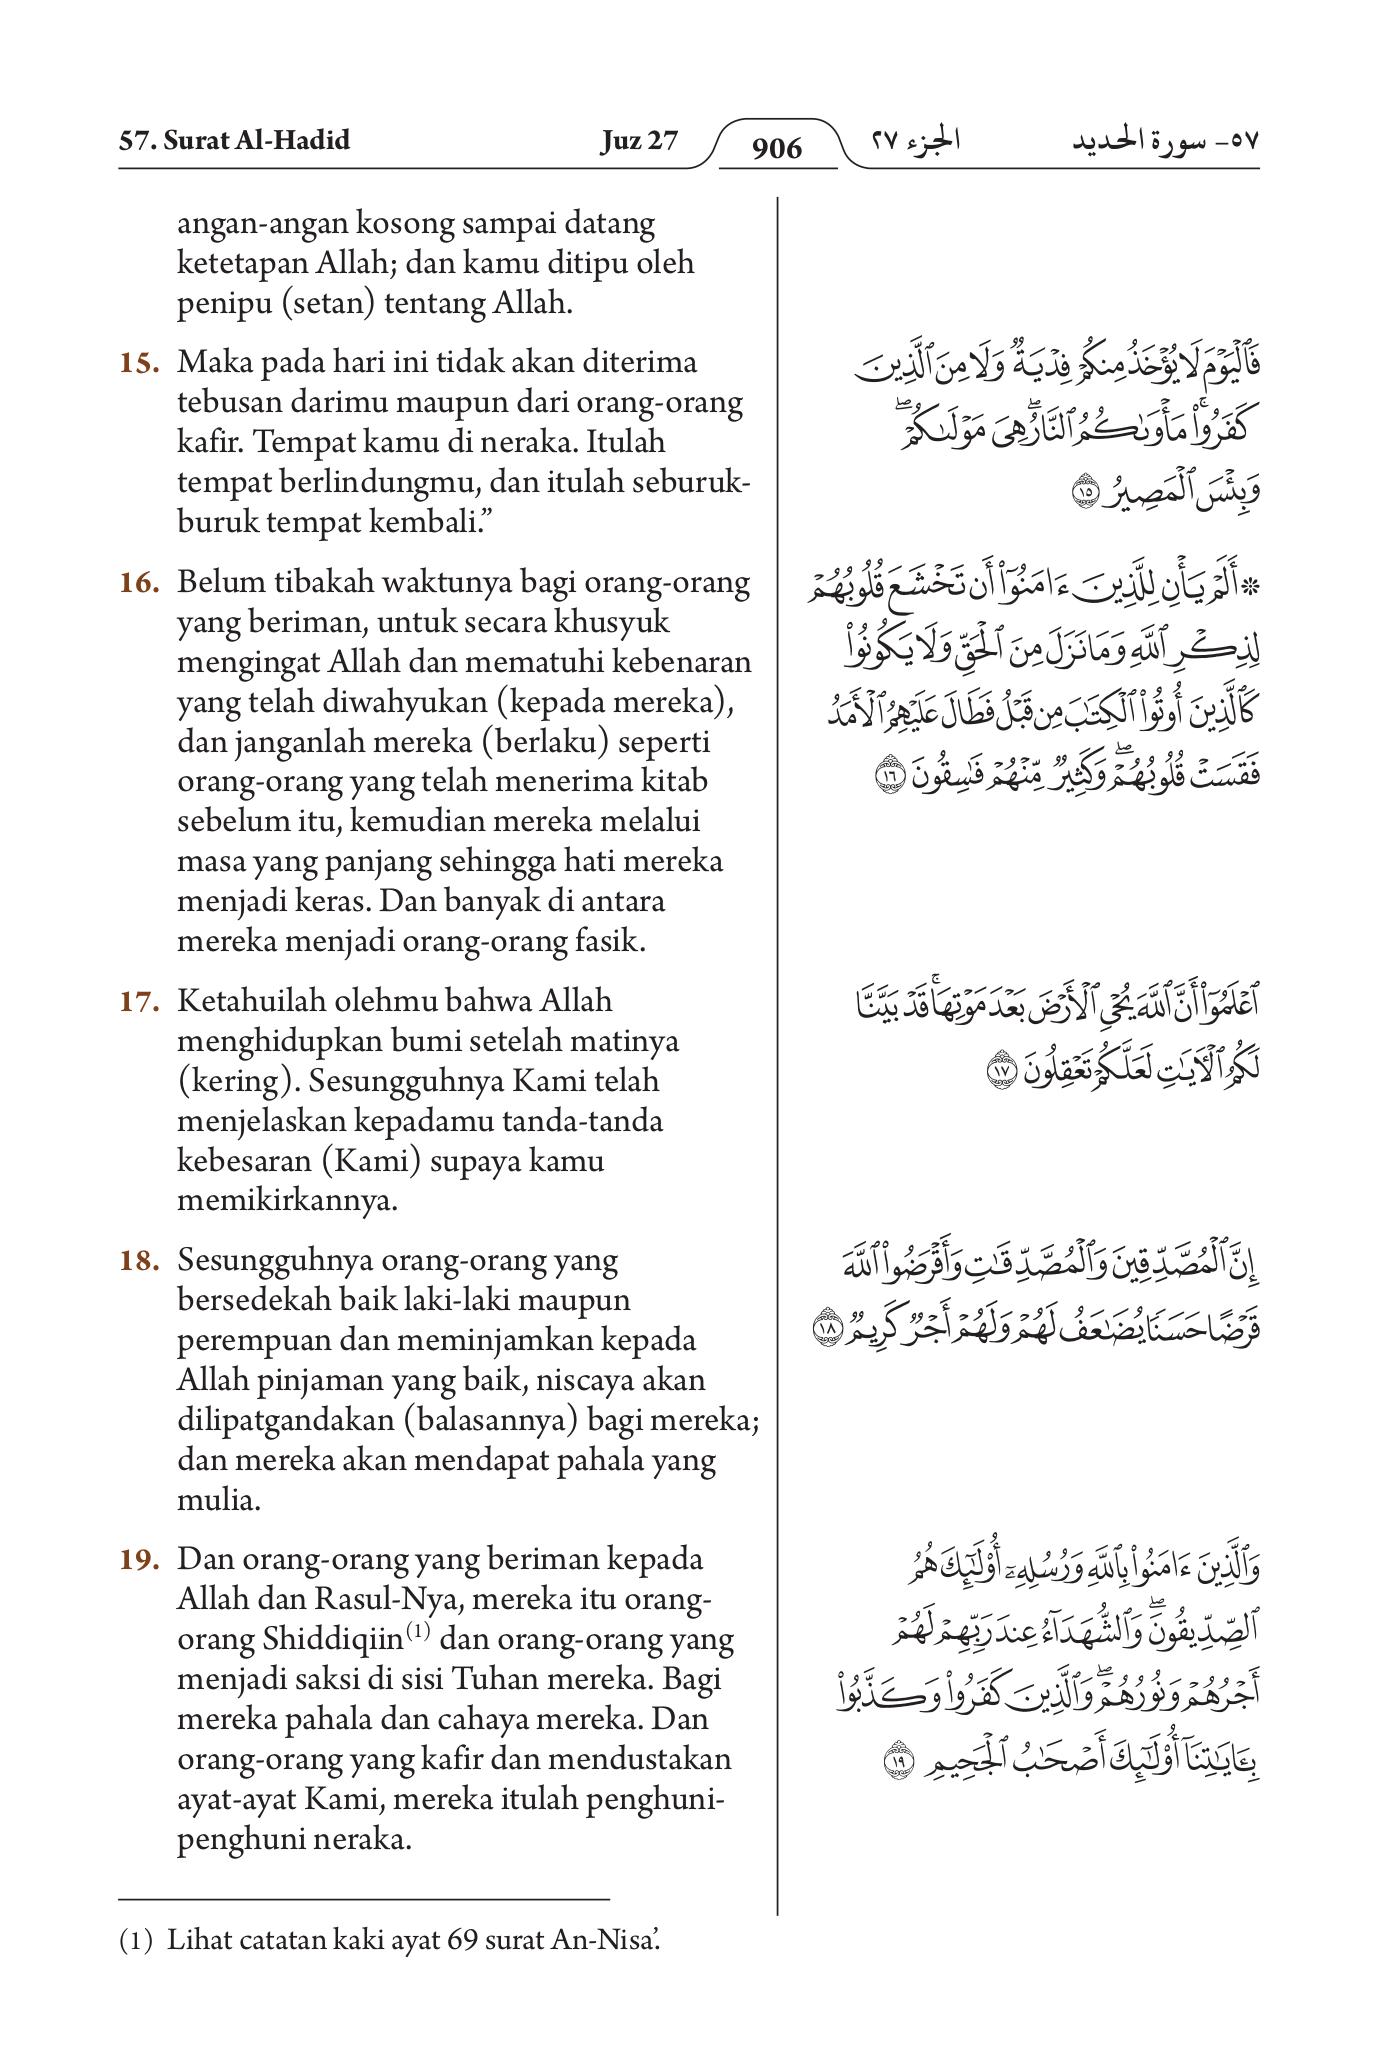 57. Surat Al-Hadid Juz 27 906 الجزء ٢٧ ٥٧- سورة الحديد
angan-angan kosong sampai datang
ketetapan Allah; dan kamu ditipu oleh
penipu (setan) tentang Allah.
15. Maka pada hari ini tidak akan diterima
tebusan darimu maupun dari orang-orang
kafir. Tempat kamu di neraka. Itulah
tempat berlindungmu, dan itulah seburuk-
buruk tempat kembali.”
16. Belum tibakah waktunya bagi orang-orang
yang beriman, untuk secara khusyuk
mengingat Allah dan mematuhi kebenaran
yang telah diwahyukan (kepada mereka),
dan janganlah mereka (berlaku) seperti
orang-orang yang telah menerima kitab
sebelum itu, kemudian mereka melalui
masa yang panjang sehingga hati mereka
menjadi keras. Dan banyak di antara
mereka menjadi orang-orang fasik.
17. Ketahuilah olehmu bahwa Allah
menghidupkan bumi setelah matinya
(kering). Sesungguhnya Kami telah
menjelaskan kepadamu tanda-tanda
kebesaran (Kami) supaya kamu
memikirkannya.
18. Sesungguhnya orang-orang yang
bersedekah baik laki-laki maupun
perempuan dan meminjamkan kepada
Allah pinjaman yang baik, niscaya akan
dilipatgandakan (balasannya) bagi mereka;
dan mereka akan mendapat pahala yang
mulia.
19. Dan orang-orang yang beriman kepada
Allah dan Rasul-Nya, mereka itu orang-
orang Shiddiqiin(1) dan orang-orang yang
menjadi saksi di sisi Tuhan mereka. Bagi
mereka pahala dan cahaya mereka. Dan
orang-orang yang kafir dan mendustakan
ayat-ayat Kami, mereka itulah penghuni-
penghuni neraka.
فَٱلْيَوْمَ لَا يُؤْخَذُ مِنكُمْ فِدْيَةٌ وَلَا مِنَ ٱلَّذِينَ
كَفَرُوا۟ ۚ مَأْوَىٰكُمُ ٱلنَّارُ ۖ هِىَ مَوْلَىٰكُمْ ۖ
وَبِئْسَ ٱلْمَصِيرُ ١٥
۞ أَلَمْ يَأْنِ لِلَّذِينَ ءَامَنُوٓا۟ أَن تَخْشَعَ قُلُوبُهُمْ
لِذِكْرِ ٱللَّهِ وَمَا نَزَلَ مِنَ ٱلْحَقِّ وَلَا يَكُونُوا۟
كَٱلَّذِينَ أُوتُوا۟ ٱلْكِتَٰبَ مِن قَبْلُ فَطَالَ عَلَيْهِمُ ٱلْأَمَدُ
فَقَسَتْ قُلُوبُهُمْ ۖ وَكَثِيرٌ مِّنْهُمْ فَٰسِقُونَ ١٦
ٱعْلَمُوٓا۟ أَنَّ ٱللَّهَ يُحْىِ ٱلْأَرْضَ بَعْدَ مَوْتِهَا ۚ قَدْ بَيَّنَّا
لَكُمُ ٱلْـَٔايَٰتِ لَعَلَّكُمْ تَعْقِلُونَ ١٧
إِنَّ ٱلْمُصَّدِّقِينَ وَٱلْمُصَّدِّقَٰتِ وَأَقْرَضُوا۟ ٱللَّهَ
قَرْضًا حَسَنًا يُضَٰعَفُ لَهُمْ وَلَهُمْ أَجْرٌ كَرِيمٌ ١٨
وَٱلَّذِينَ ءَامَنُوا۟ بِٱللَّهِ وَرُسُلِهِۦٓ أُو۟لَٰٓئِكَ هُمُ
ٱلصِّدِّيقُونَ ۖ وَٱلشُّهَدَآءُ عِندَ رَبِّهِمْ لَهُمْ
أَجْرُهُمْ وَنُورُهُمْ ۖ وَٱلَّذِينَ كَفَرُوا۟ وَكَذَّبُوا۟
بِـَٔايَٰتِنَآ أُو۟لَٰٓئِكَ أَصْحَٰبُ ٱلْجَحِيمِ ١٩
(1) Lihat catatan kaki ayat 69 surat An-Nisa’.